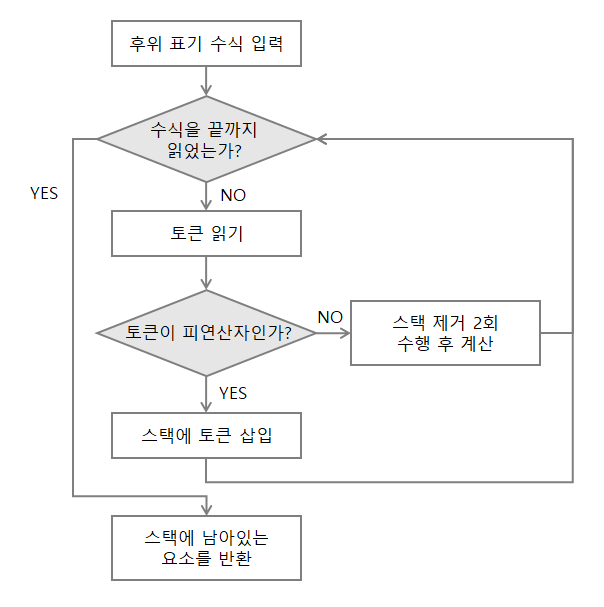 후위 표기 수식 입력
수식을 끝까지
읽었는가?
YES
NO
토큰 읽기
토큰이 피연산자인가?
NO
스택 제거 2회
수행 후 계산
YES
스택에 토큰 삽입
스택에 남아있는
요소를 반환